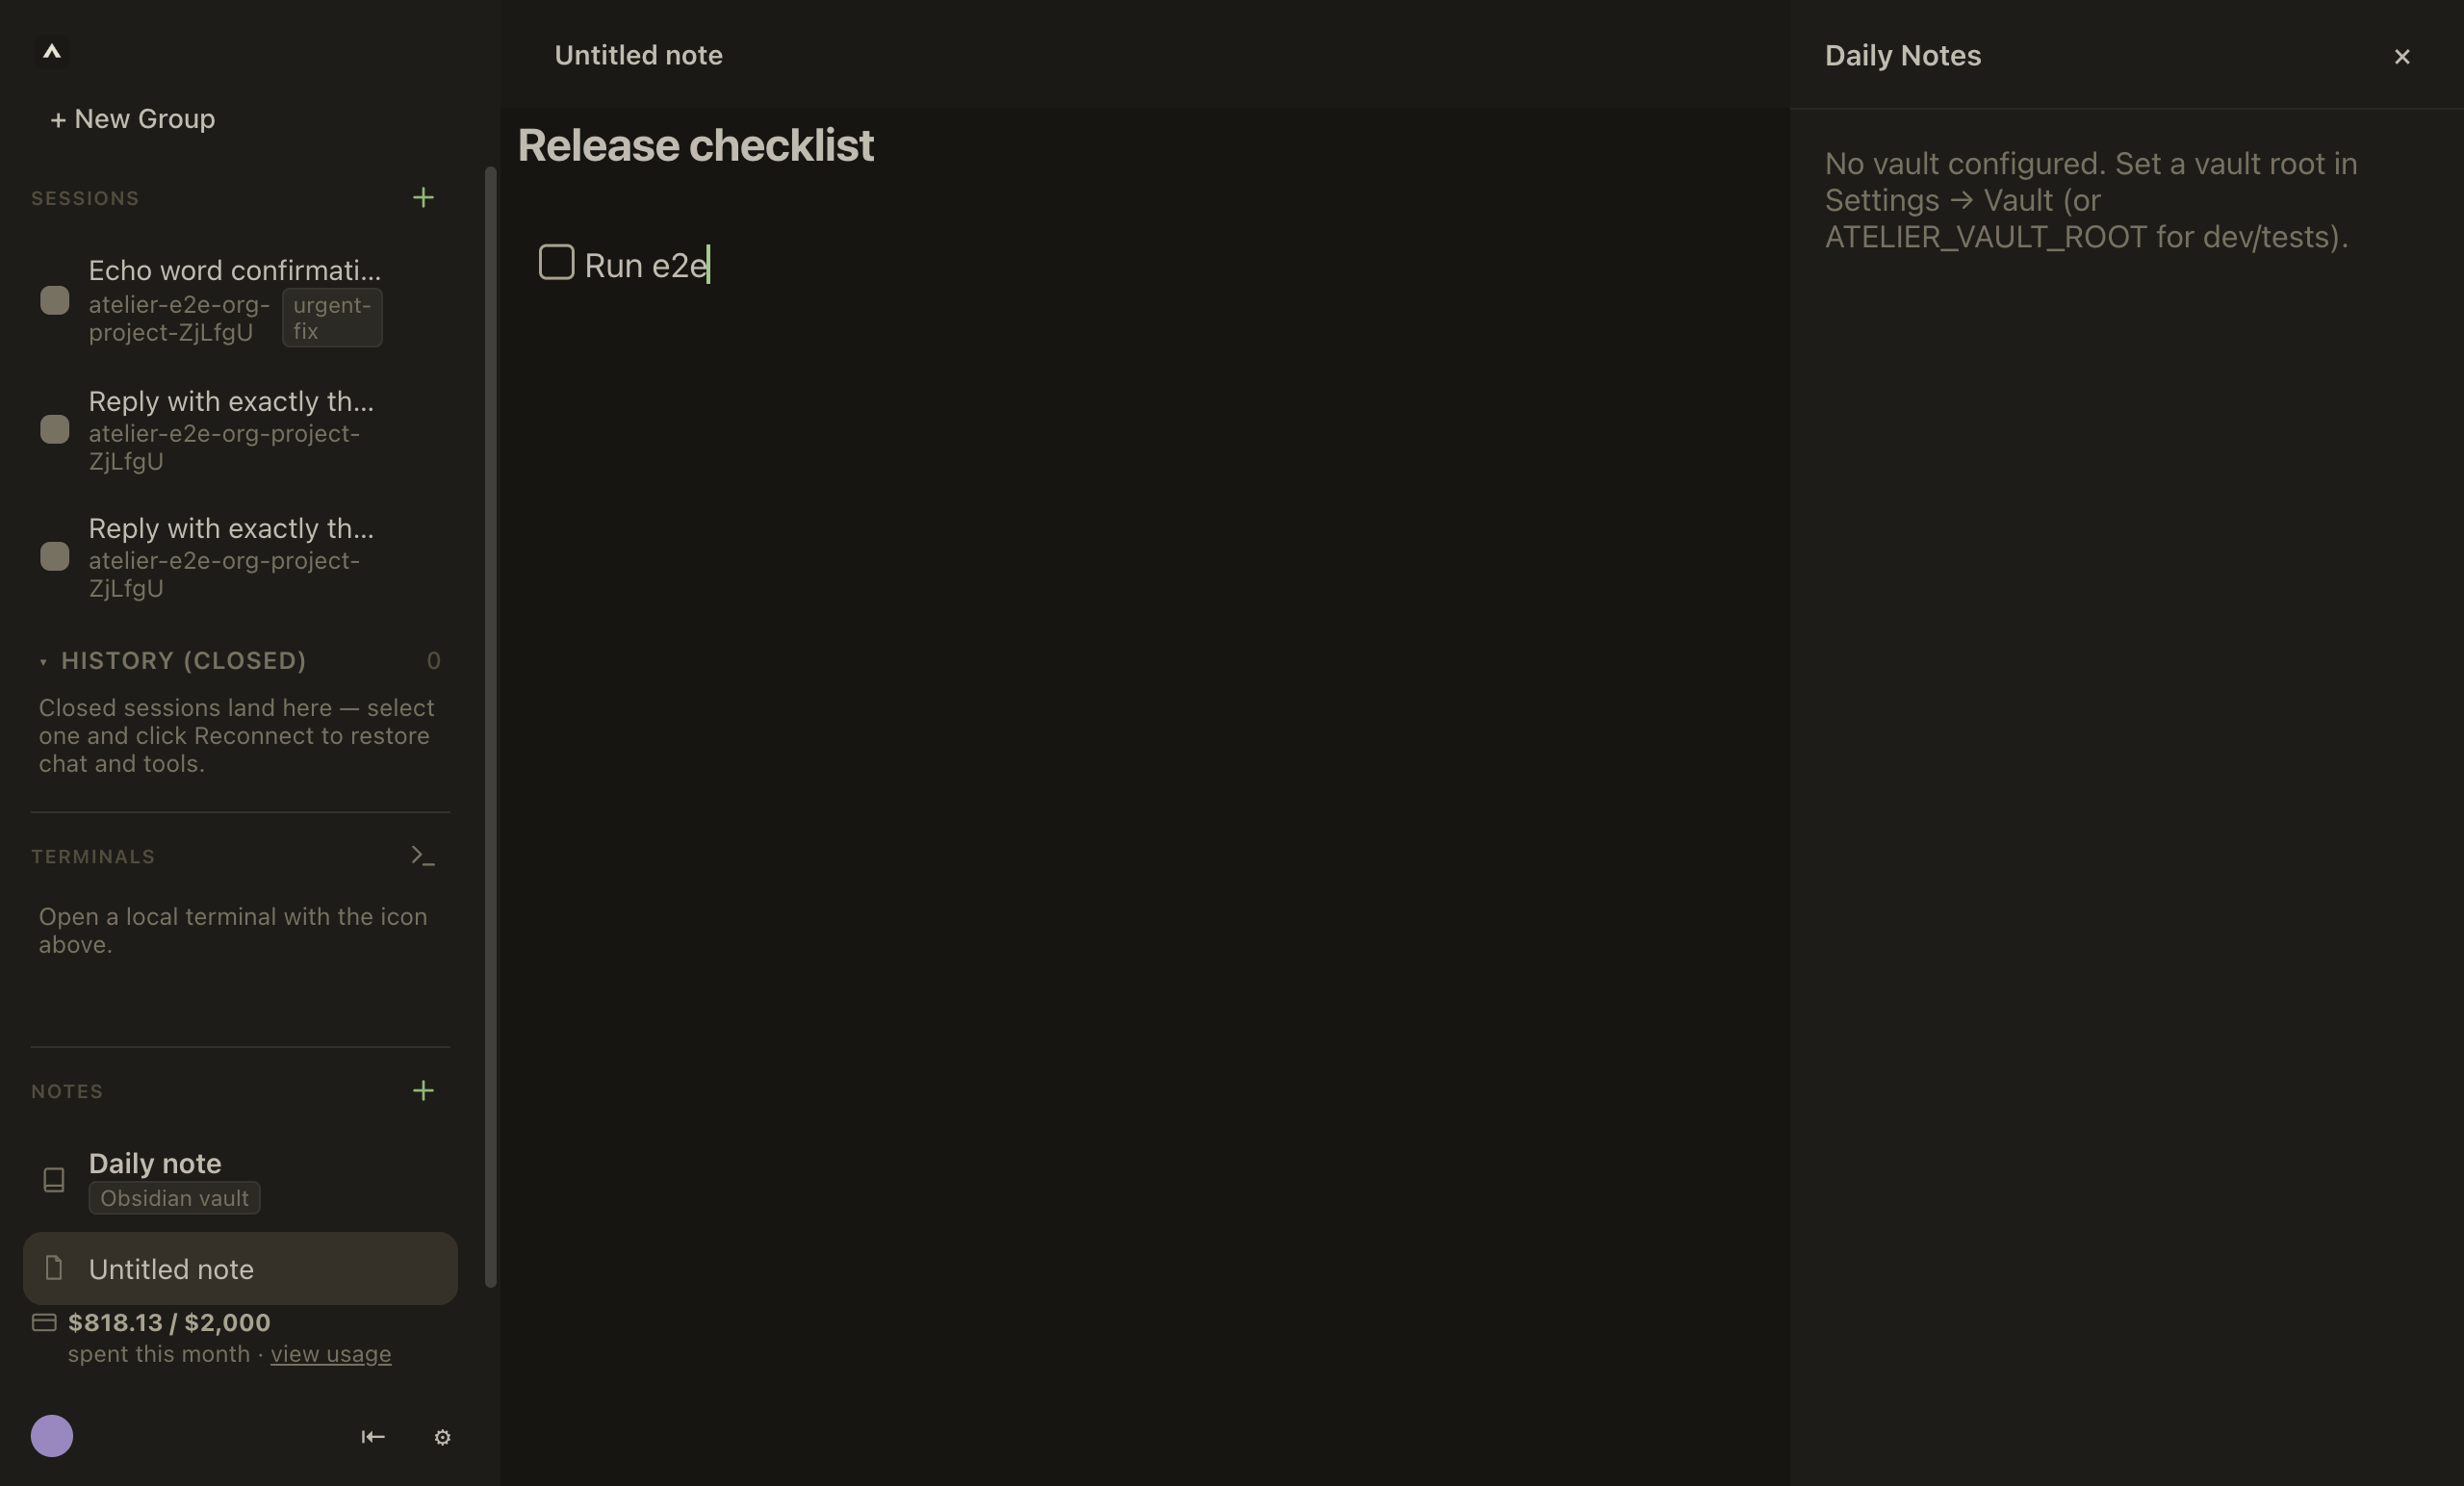 + New Group
SESSIONS
Echo word confirmati...
atelier-e2e-org-
project-ZjLfgU
urgent-
fix
Reply with exactly th...
atelier-e2e-org-project-
ZjLfgU
Reply with exactly th...
atelier-e2e-org-project-
ZjLfgU
HISTORY (CLOSED) 0
Closed sessions land here — select
one and click Reconnect to restore
chat and tools.
TERMINALS
Open a local terminal with the icon
above.
NOTES
Daily note
Obsidian vault
Untitled note
$818.13 / $2,000
spent this month · view usage
Untitled note
Release checklist
Run e2e
Daily Notes
No vault configured. Set a vault root in
Settings → Vault (or
ATELIER_VAULT_ROOT for dev/tests).